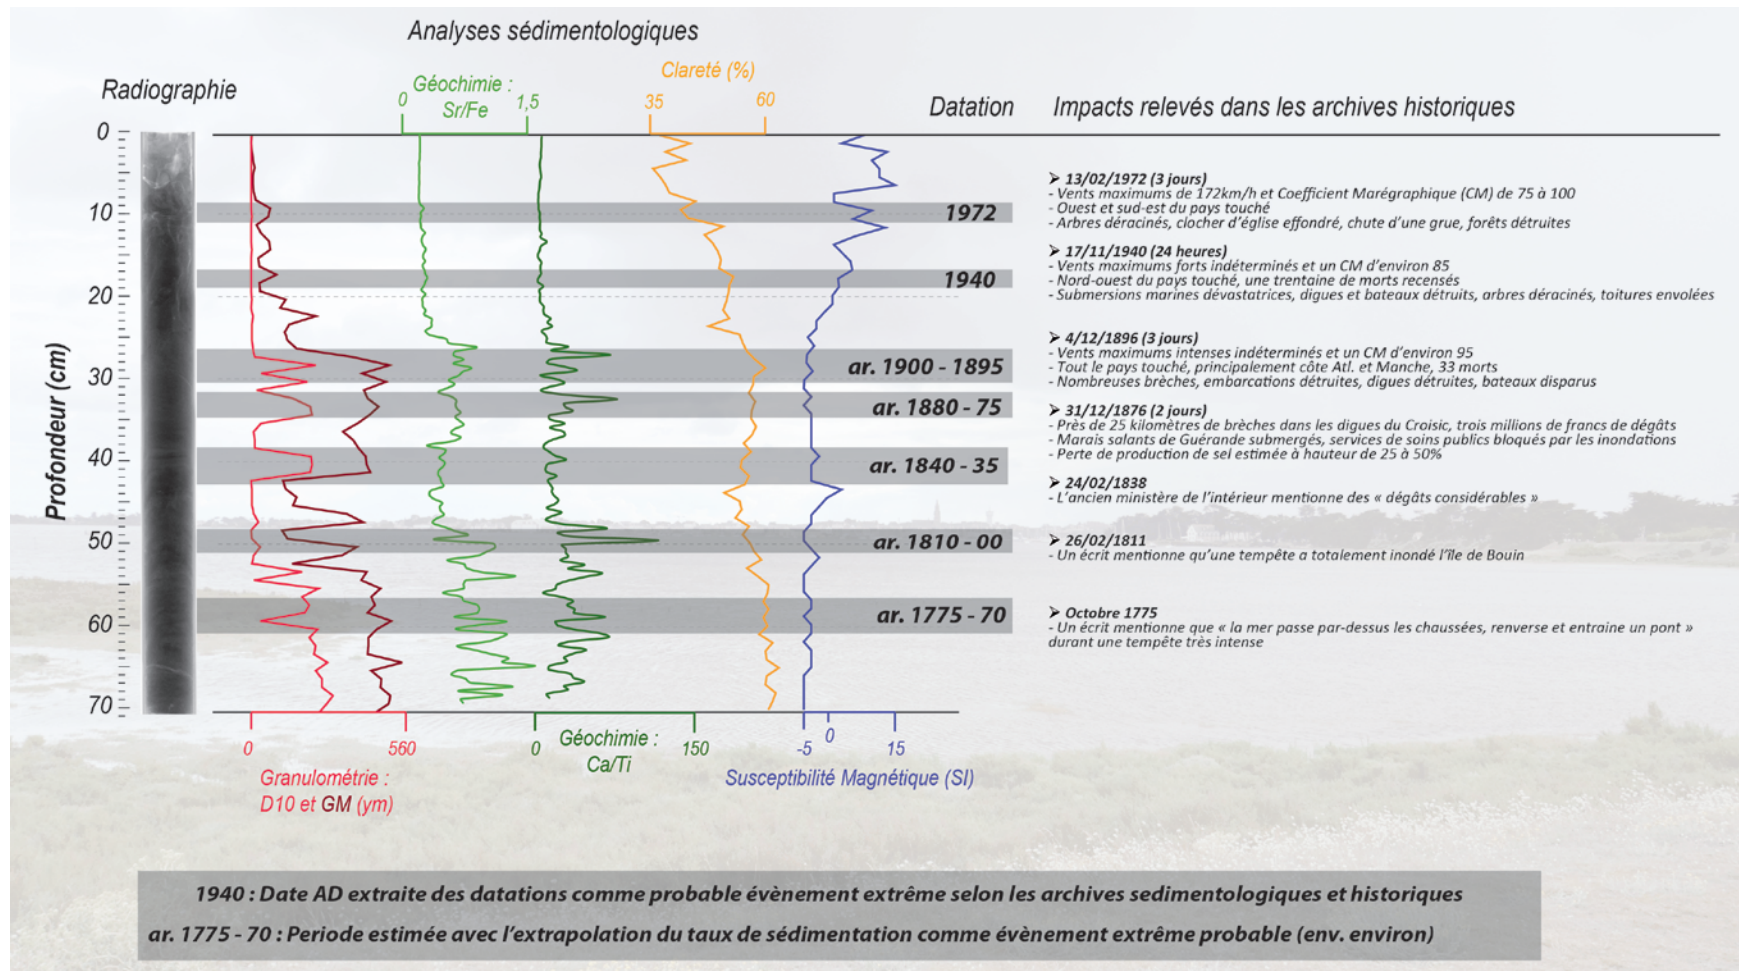 Analyses sédimentologiques
Radiographie
Géochimie :
Sr/Fe
0
1,5
Clareté (%)
35
60
Datation
Impacts relevés dans les archives historiques
Profondeur (cm)
0
10
20
30
40
50
60
70
1972
1940
ar. 1900 - 1895
ar. 1880 - 75
ar. 1840 - 35
ar. 1810 - 00
ar. 1775 - 70
➤ 13/02/1972 (3 jours)
- Vents maximums de 172km/h et Coefficient Marégraphique (CM) de 75 à 100
- Ouest et sud-est du pays touché
- Arbres déracinés, clocher d'église effondré, chute d'une grue, forêts détruites
➤ 17/11/1940 (24 heures)
- Vents maximums forts indéterminés et un CM d'environ 85
- Nord-ouest du pays touché, une trentaine de morts recensés
- Submersions marines dévastatrices, digues et bateaux détruits, arbres déracinés, toitures envolées
➤ 4/12/1896 (3 jours)
- Vents maximums intenses indéterminés et un CM d'environ 95
- Tout le pays touché, principalement côte Atl. et Manche, 33 morts
- Nombreuses brèches, embarcations détruites, digues détruites, bateaux disparus
➤ 31/12/1876 (2 jours)
- Près de 25 kilomètres de brèches dans les digues du Croisic, trois millions de francs de dégâts
- Marais salants de Guérande submergés, services de soins publics bloqués par les inondations
- Perte de production de sel estimée à hauteur de 25 à 50%
➤ 24/02/1838
- L'ancien ministère de l'intérieur mentionne des « dégâts considérables »
➤ 26/02/1811
- Un écrit mentionne qu'une tempête a totalement inondé l'île de Bouin
➤ Octobre 1775
- Un écrit mentionne que « la mer passe par-dessus les chaussées, renverse et entraine un pont »
durant une tempête très intense
0
560
Granulométrie :
D10 et GM (ym)
0
150
Géochimie :
Ca/Ti
-5
0
15
Susceptibilité Magnétique (SI)
1940 : Date AD extraite des datations comme probable évènement extrême selon les archives sedimentologiques et historiques
ar. 1775 - 70 : Periode estimée avec l'extrapolation du taux de sédimentation comme évènement extrême probable (env. environ)